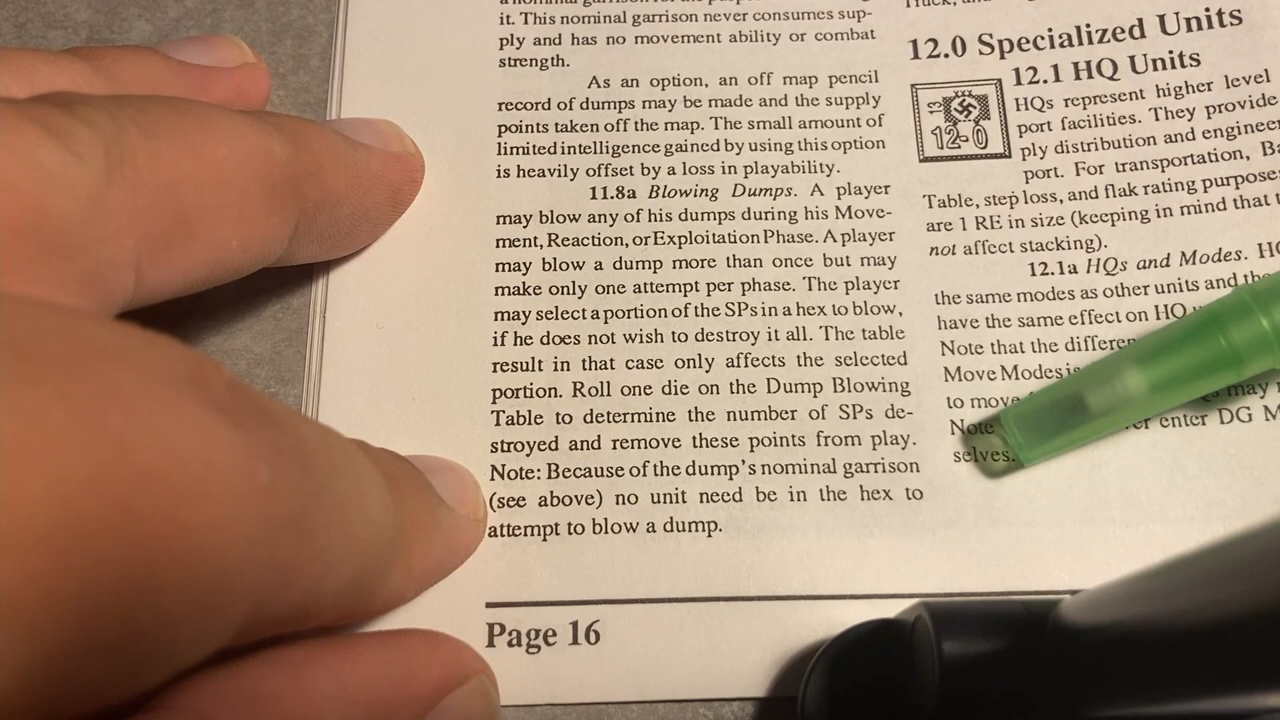 it. This nominal garrison never consumes sup-
ply and has no movement ability or combat
strength.
As an option, an off map pencil
record of dumps may be made and the supply
points taken off the map. The small amount of
limited intelligence gained by using this option
is heavily offset by a loss in playability.
11.8a Blowing Dumps. A player
may blow any of his dumps during his Move-
ment, Reaction, or Exploitation Phase. A player
may blow a dump more than once but may
make only one attempt per phase. The player
may select a portion of the SPs in a hex to blow,
if he does not wish to destroy it all. The table
result in that case only affects the selected
portion. Roll one die on the Dump Blowing
Table to determine the number of SPs de-
stroyed and remove these points from play.
Note: Because of the dump's nominal garrison
(see above) no unit need be in the hex to
attempt to blow a dump.
Page 16
12.0 Specialized Units
12.1 HQ Units
13
xxx
12-0
HQs represent higher level
port facilities. They provide
ply distribution and
port. For transportation,
Table, step loss, and flak rating
are 1 RE in size (keeping in mind that
not affect stacking).
12.1a HQs and Modes.
the same modes as other units and
have the same effect on HQ
Note that the
Move Modes
to move may
Note enter DG
selves.